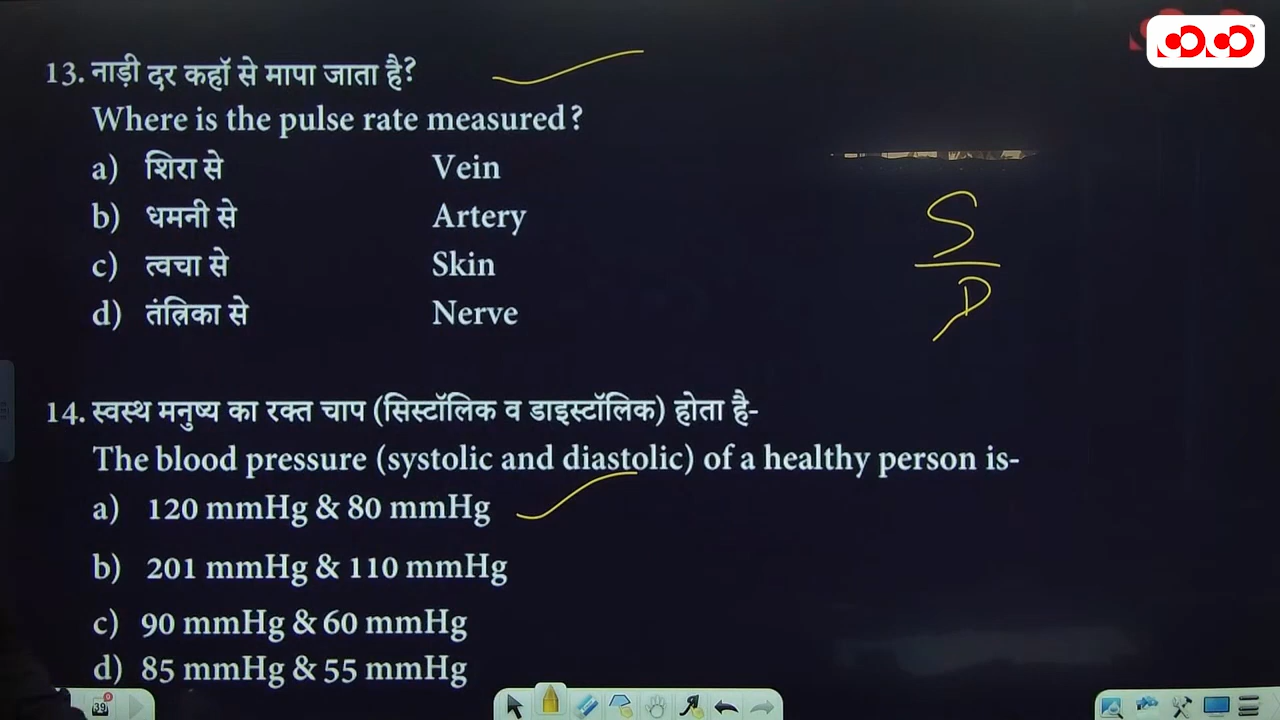 13. नाड़ी दर कहाॅ से मापा जाता है?
Where is the pulse rate measured?
a) शिरा से Vein
b) धमनी से Artery
c) त्वचा से Skin
d) तंत्रिका से Nerve
S
D
14. स्वस्थ मनुष्य का रक्त चाप (सिस्टॉलिक व डाइस्टॉलिक) होता है-
The blood pressure (systolic and diastolic) of a healthy person is-
a) 120 mmHg & 80 mmHg
b) 201 mmHg & 110 mmHg
c) 90 mmHg & 60 mmHg
d) 85 mmHg & 55 mmHg
39